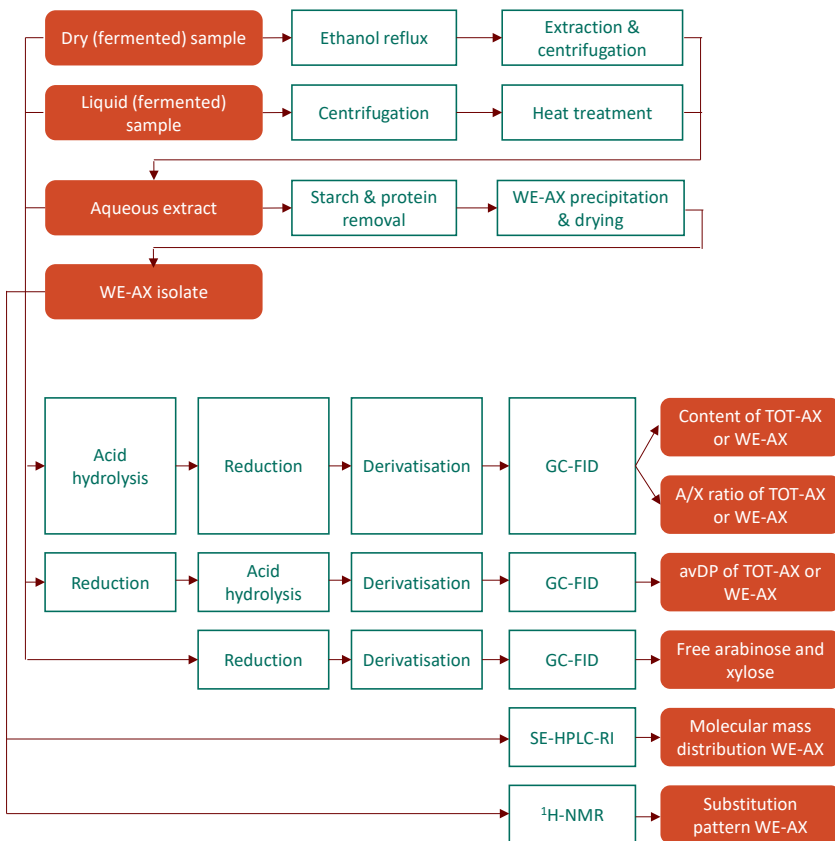 Dry (fermented) sample
Ethanol reflux
Extraction &
centrifugation
Liquid (fermented)
sample
Centrifugation
Heat treatment
Aqueous extract
Starch & protein
removal
WE-AX precipitation
& drying
WE-AX isolate
Acid
hydrolysis
Reduction
Derivatisation
GC-FID
Content of TOT-AX
or WE-AX
A/X ratio of TOT-AX
or WE-AX
Reduction
Acid
hydrolysis
Derivatisation
GC-FID
avDP of TOT-AX or
WE-AX
Reduction
Derivatisation
GC-FID
Free arabinose and
xylose
SE-HPLC-RI
Molecular mass
distribution WE-AX
¹H-NMR
Substitution
pattern WE-AX